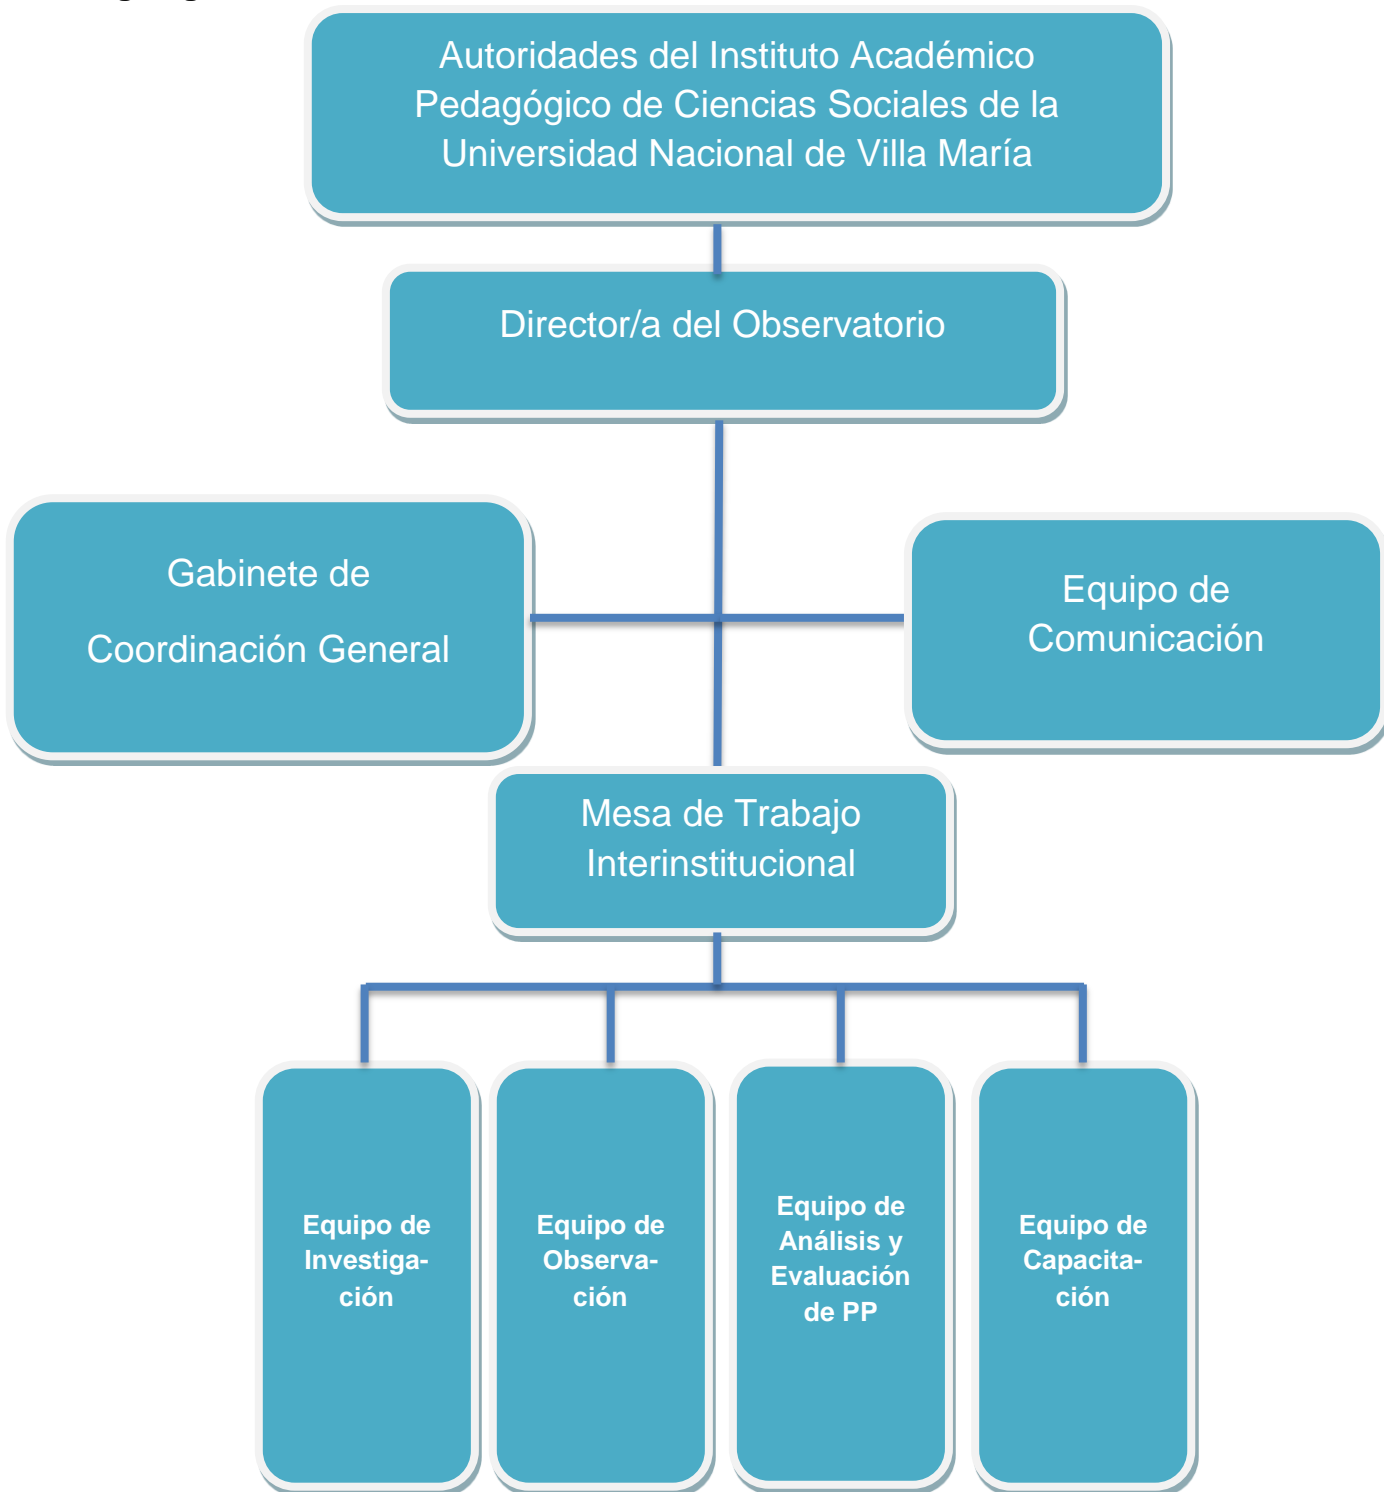 Autoridades del Instituto Académico
Pedagógico de Ciencias Sociales de la
Universidad Nacional de Villa María
Director/a del Observatorio
Gabinete de
Coordinación General
Equipo de
Comunicación
Mesa de Trabajo
Interinstitucional
Equipo de
Investiga-
ción
Equipo de
Observa-
ción
Equipo de
Análisis y
Evaluación
de PP
Equipo de
Capacita-
ción